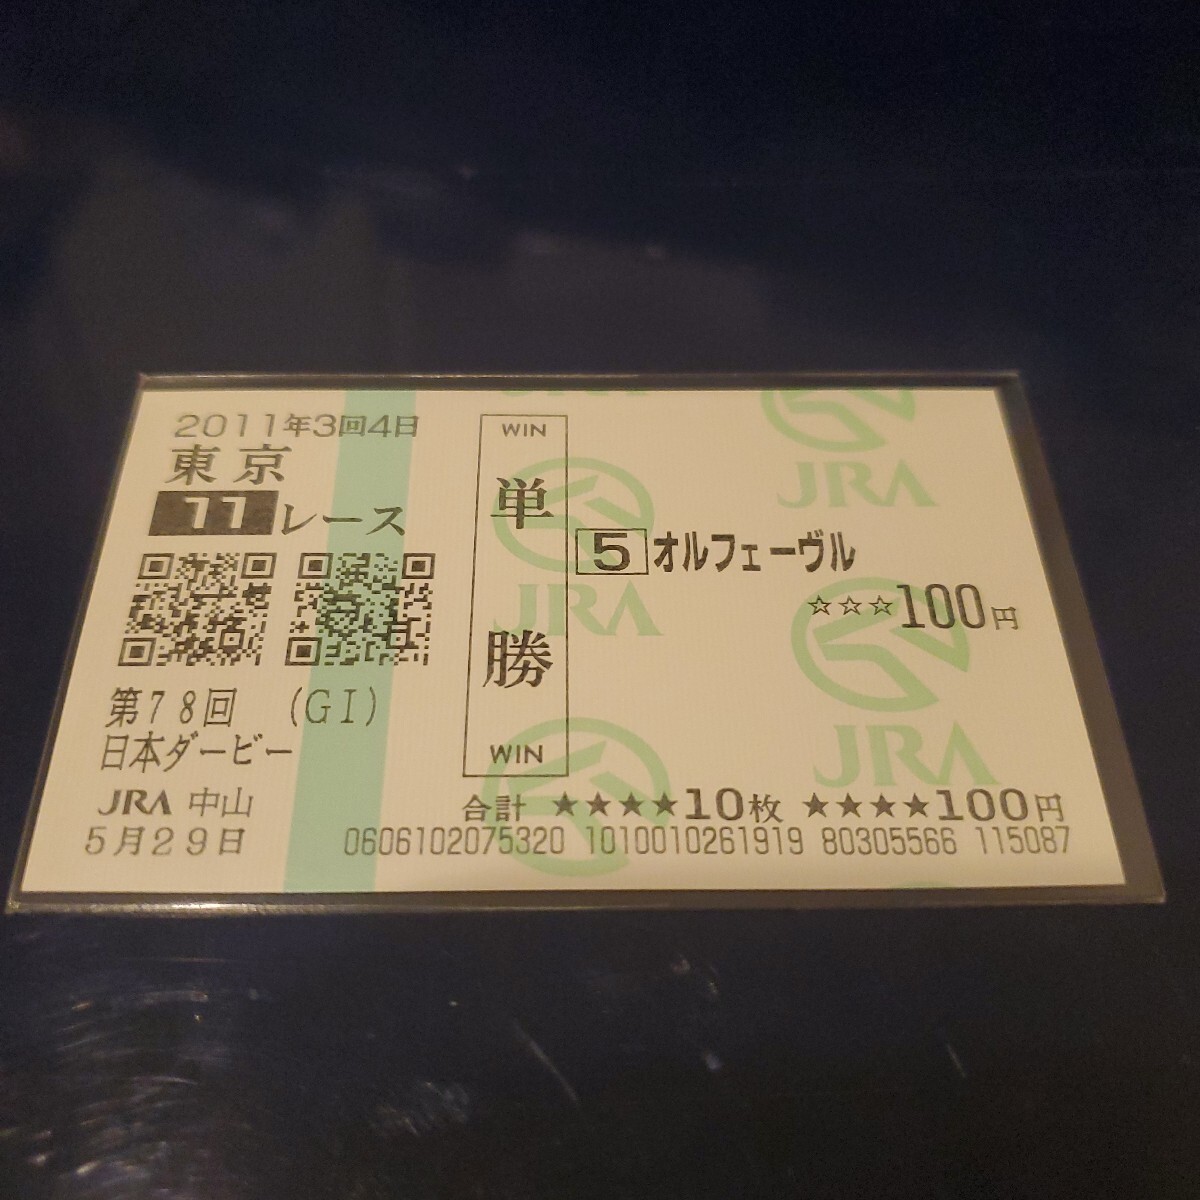 2011年3回4日
東京
11レース
第78回 (GI)
日本ダービー
JRA 中山
5月29日
WIN
単勝
WIN
5 オルフェーヴル
☆☆☆100円
合計 ★★★★10枚 ★★★★100円
0606102075320 1010010261919 80305566 115087
JRA
JRA
JRA